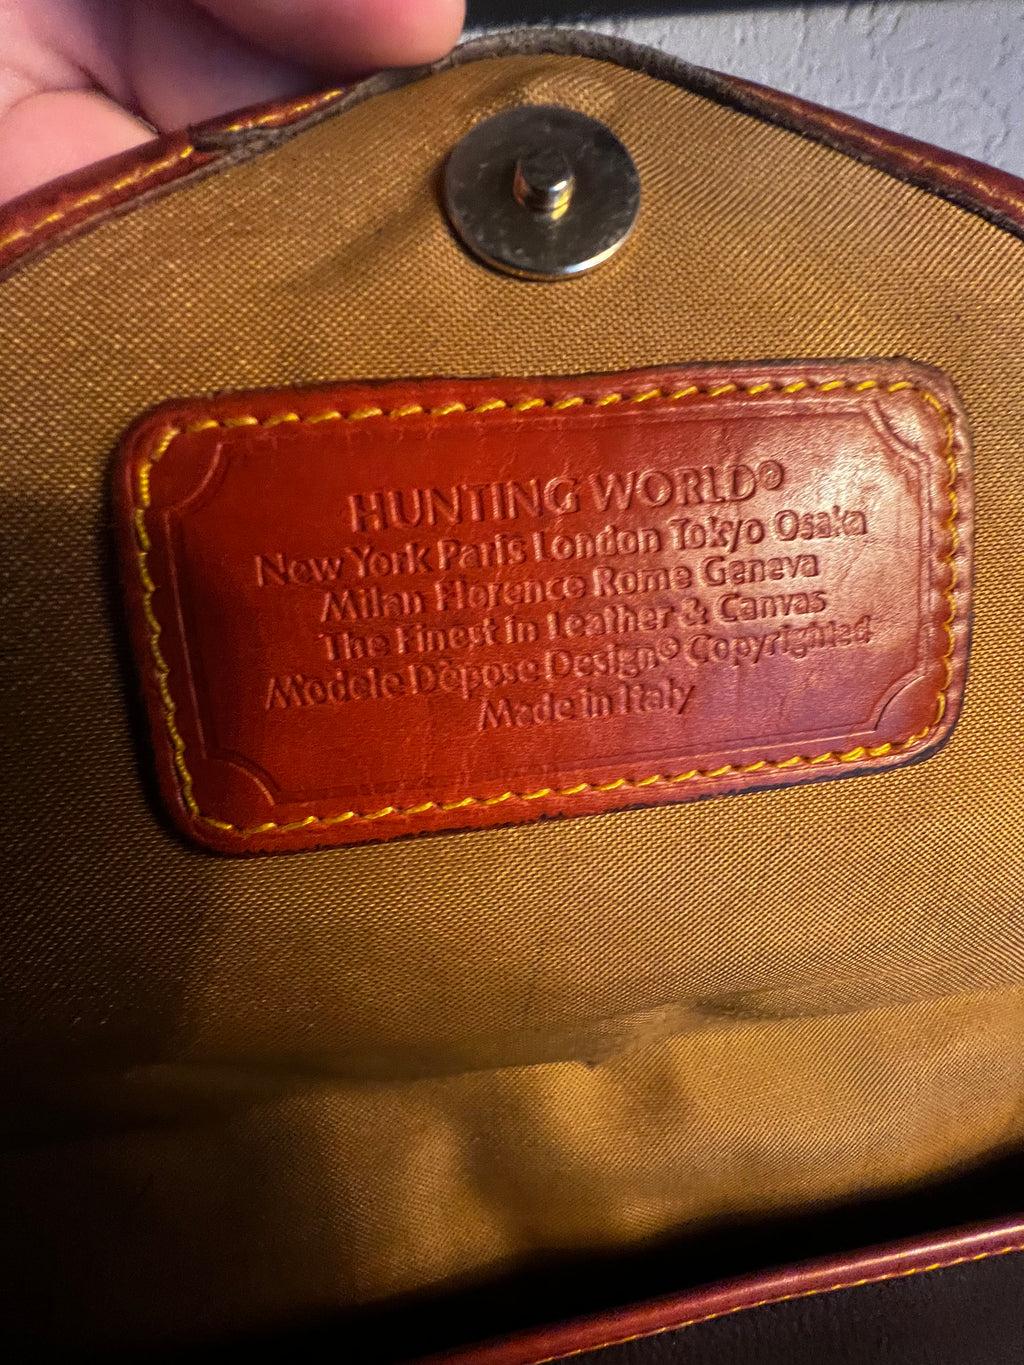 HUNTING WORLD®
New York Paris London Tokyo Osaka
Milan Florence Rome Geneva
The Finest in Leather & Canvas
Modele Dèpose Design© Copyrighted
Made in Italy